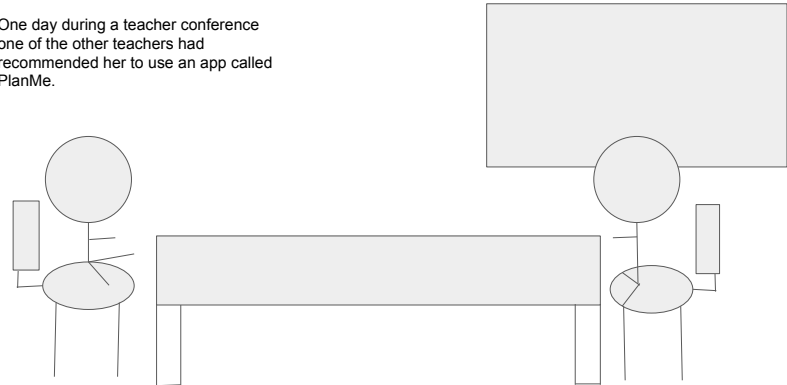 One day during a teacher conference
one of the other teachers had
recommended her to use an app called
PlanMe.